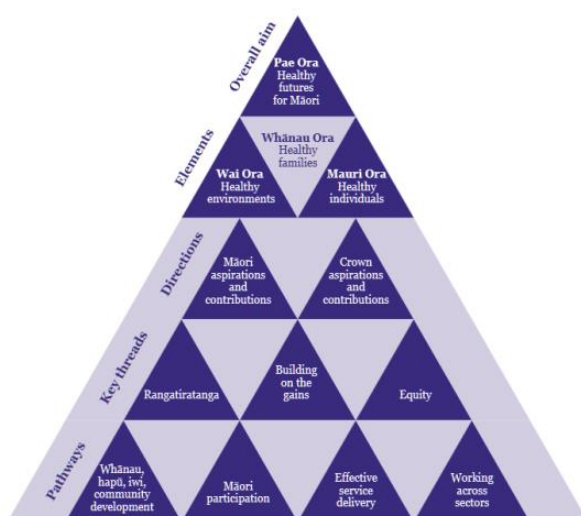 Overall aim
Pae Ora
Healthy
futures
for Māori
Elements
Whānau Ora
Healthy
families
Wai Ora
Healthy
environments
Mauri Ora
Healthy
individuals
Directions
Māori
aspirations
and
contributions
Crown
aspirations
and
contributions
Key threads
Rangatiratanga
Building
on the
gains
Equity
Pathways
Whānau,
hapū, iwi,
community
development
Māori
participation
Effective
service
delivery
Working
across
sectors